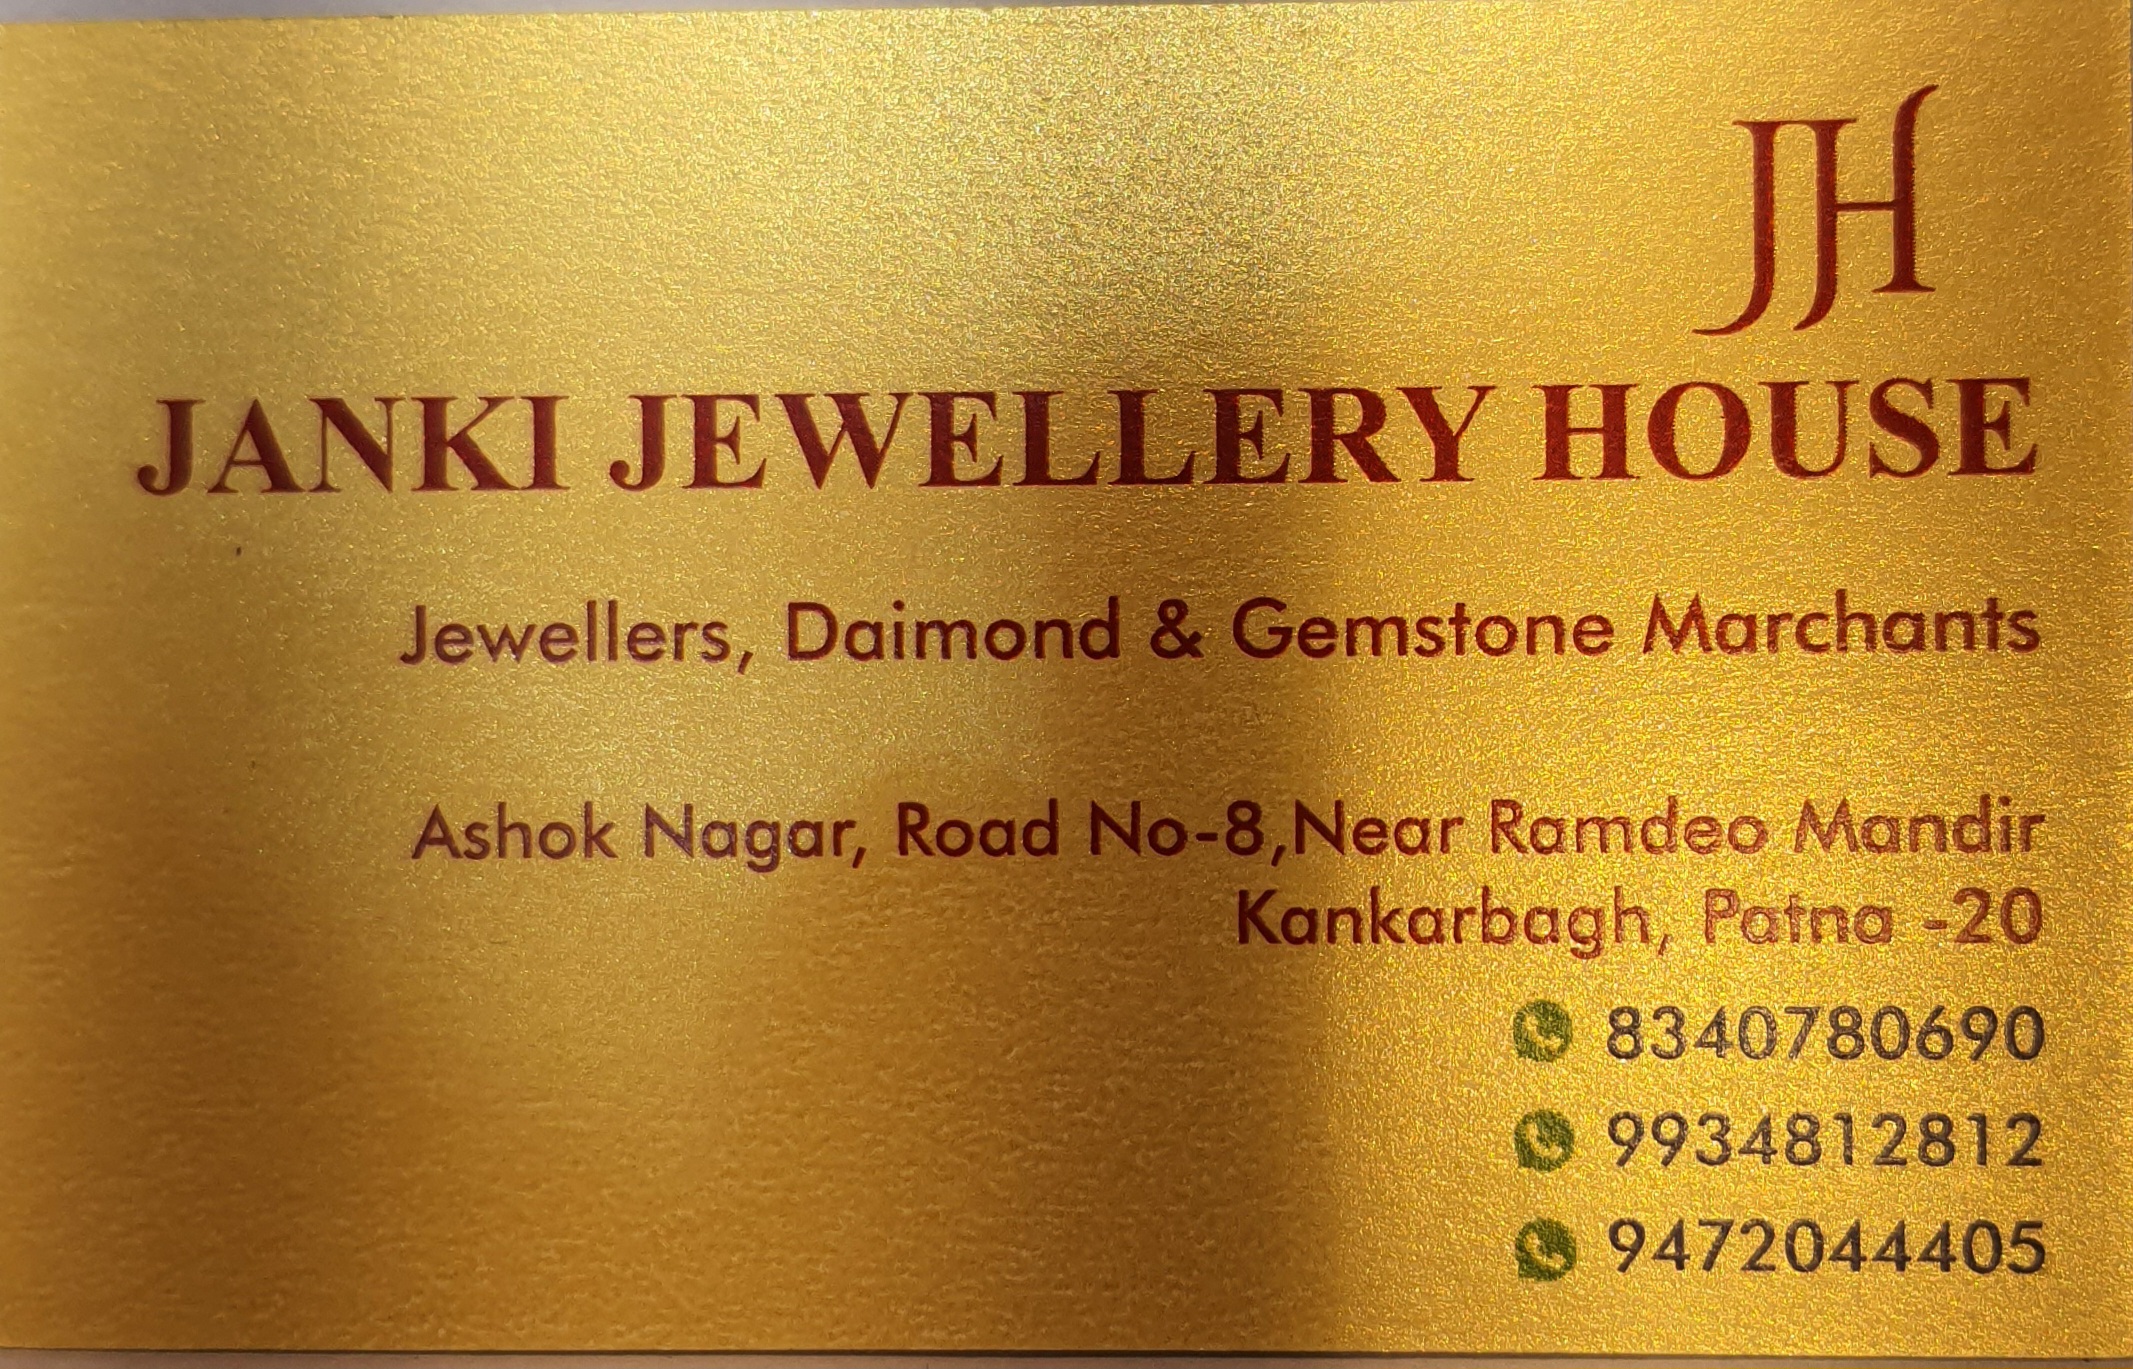 JJH
JANKI JEWELLERY HOUSE
Jewellers, Daimond & Gemstone Marchants
Ashok Nagar, Road No-8,Near Ramdeo Mandir
Kankarbagh, Patna -20
8340780690
9934812812
9472044405